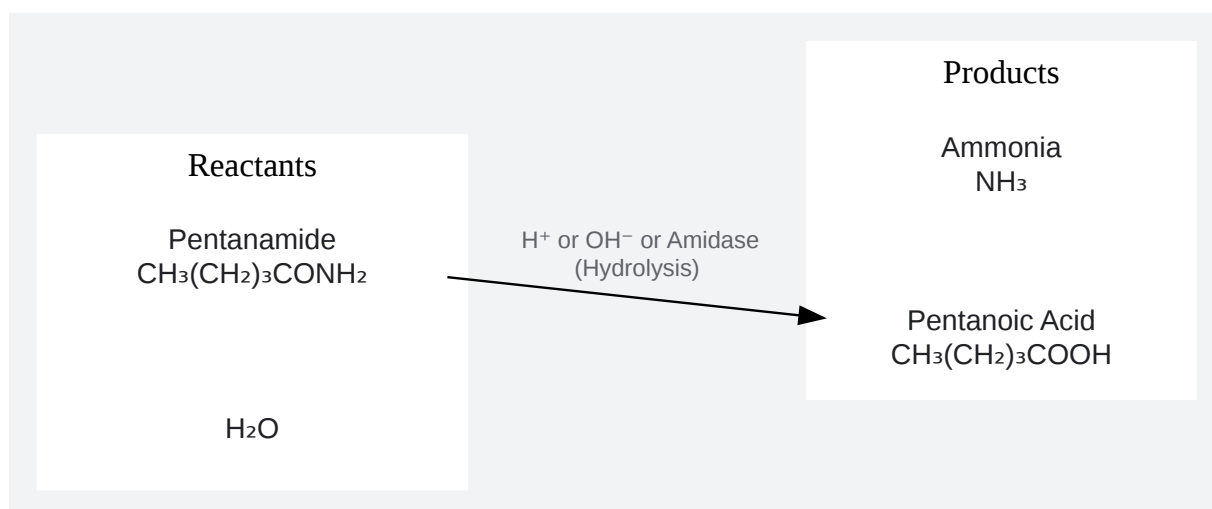 Reactants
Pentanamide
CH₃(CH₂)₃CONH₂
H₂O
H⁺ or OH⁻ or Amidase
(Hydrolysis)
Products
Ammonia
NH₃
Pentanoic Acid
CH₃(CH₂)₃COOH